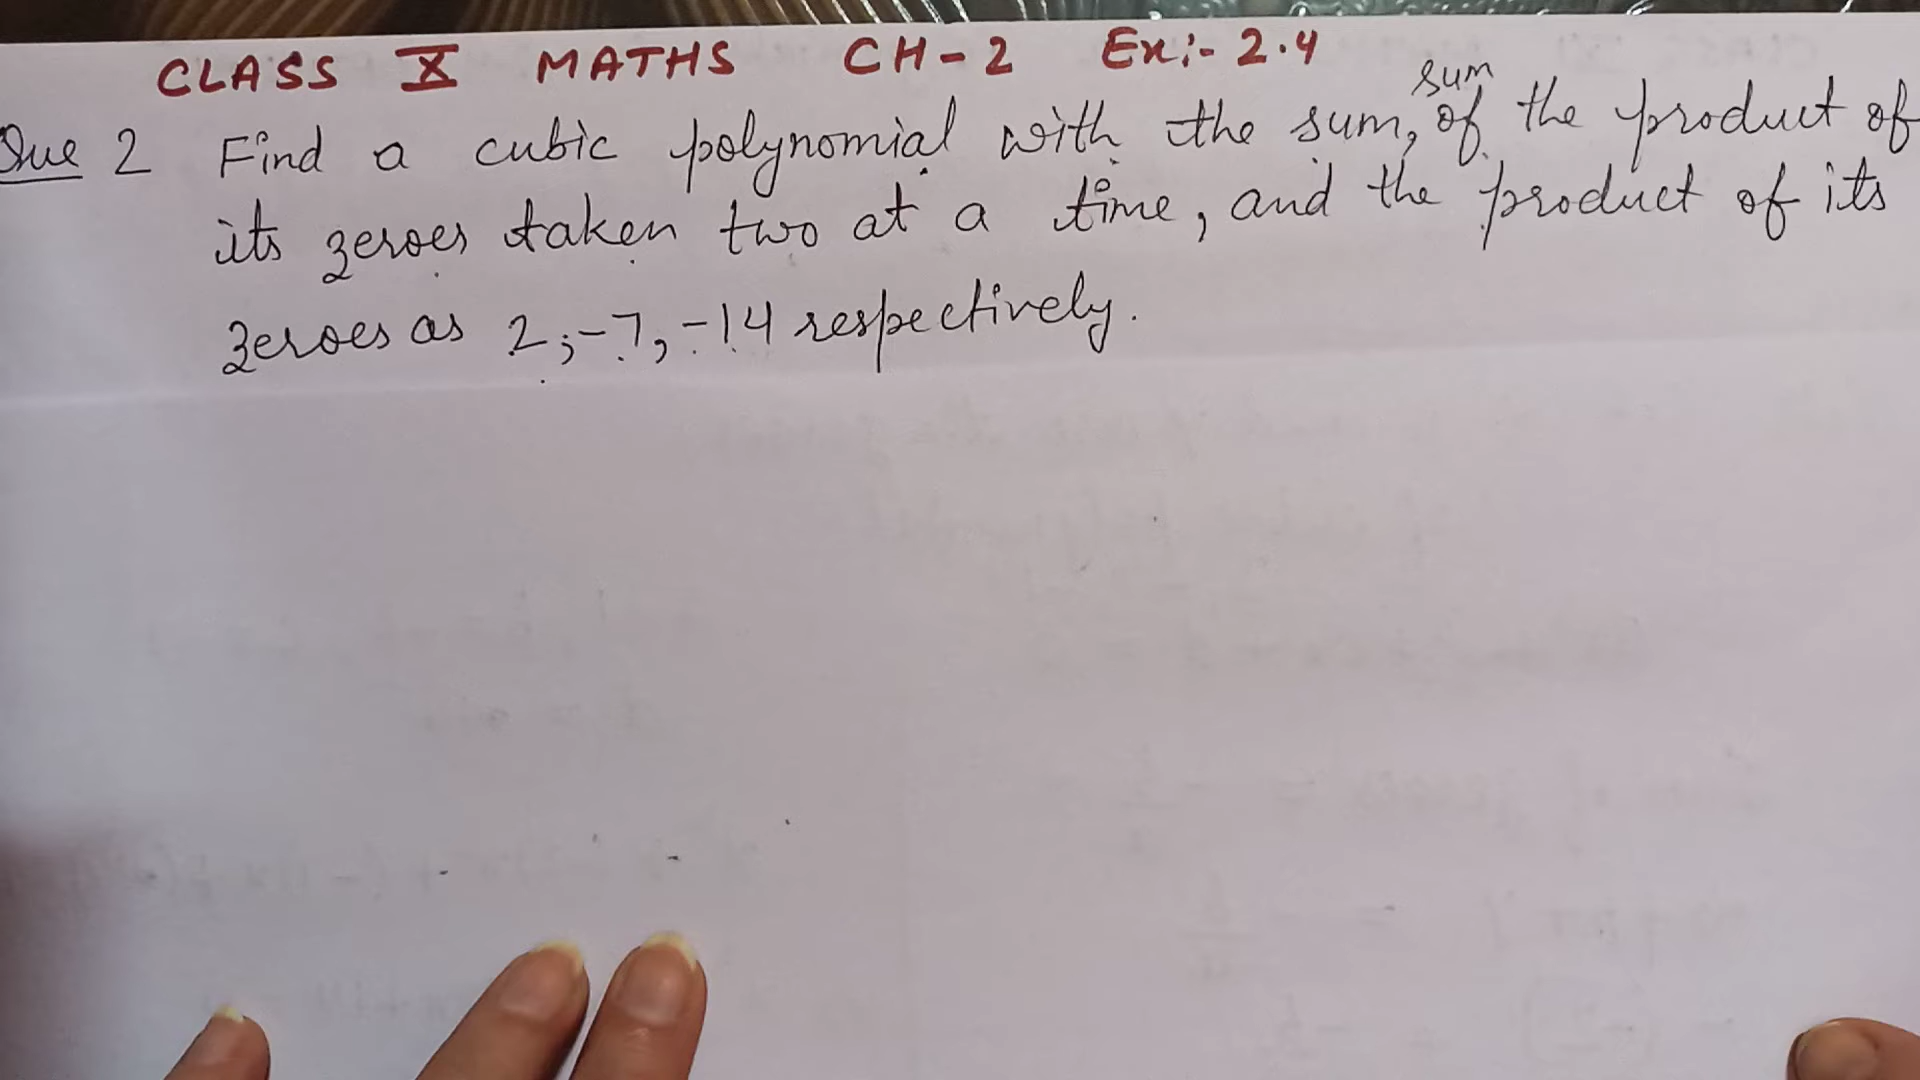 CLASS X MATHS CH-2 Ex:- 2.4
sum
Que 2 Find a cubic polynomial with the sum, of the product of
its zeroes taken two at a time, and the product of its
zeroes as 2, -7, -14 respectively.